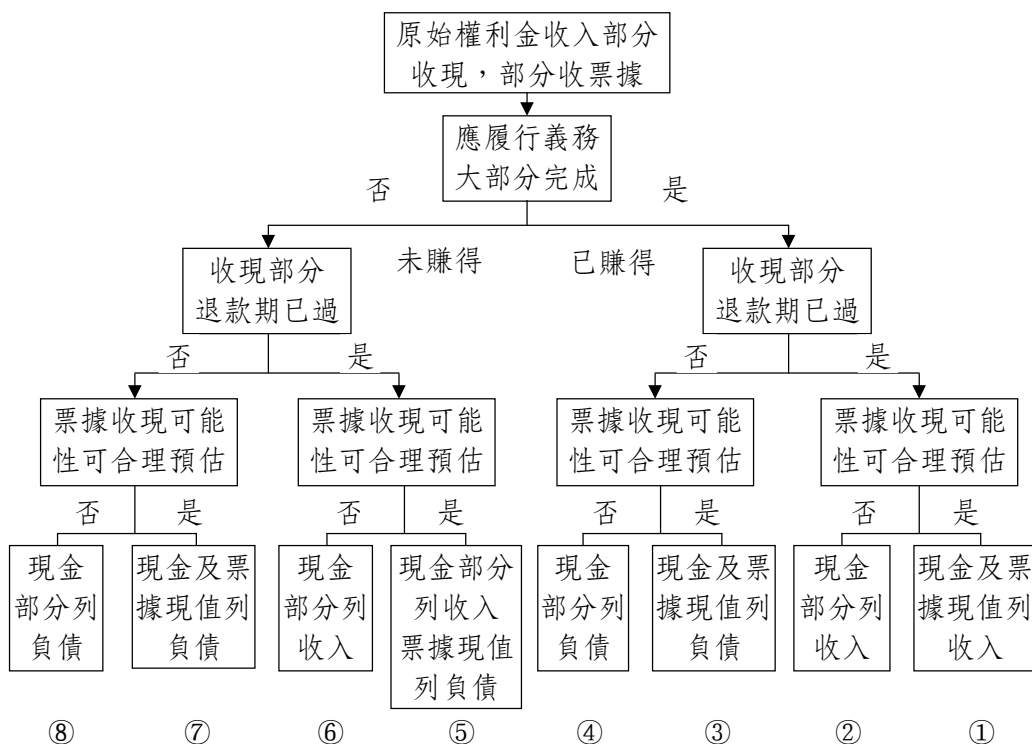 原始權利金收入部分
收現，部分收票據
應履行義務
大部分完成
否
是
未賺得
已賺得
收現部分
退款期已過
收現部分
退款期已過
否
是
否
是
票據收現可能
性可合理預估
票據收現可能
性可合理預估
票據收現可能
性可合理預估
票據收現可能
性可合理預估
否
是
否
是
否
是
否
是
現金
部分列
負債
現金及票
據現值列
負債
現金
部分列
收入
現金部分
列收入
票據現值
列負債
現金
部分列
負債
現金及票
據現值列
負債
現金
部分列
收入
現金及票
據現值列
收入
⑧
⑦
⑥
⑤
④
③
②
①